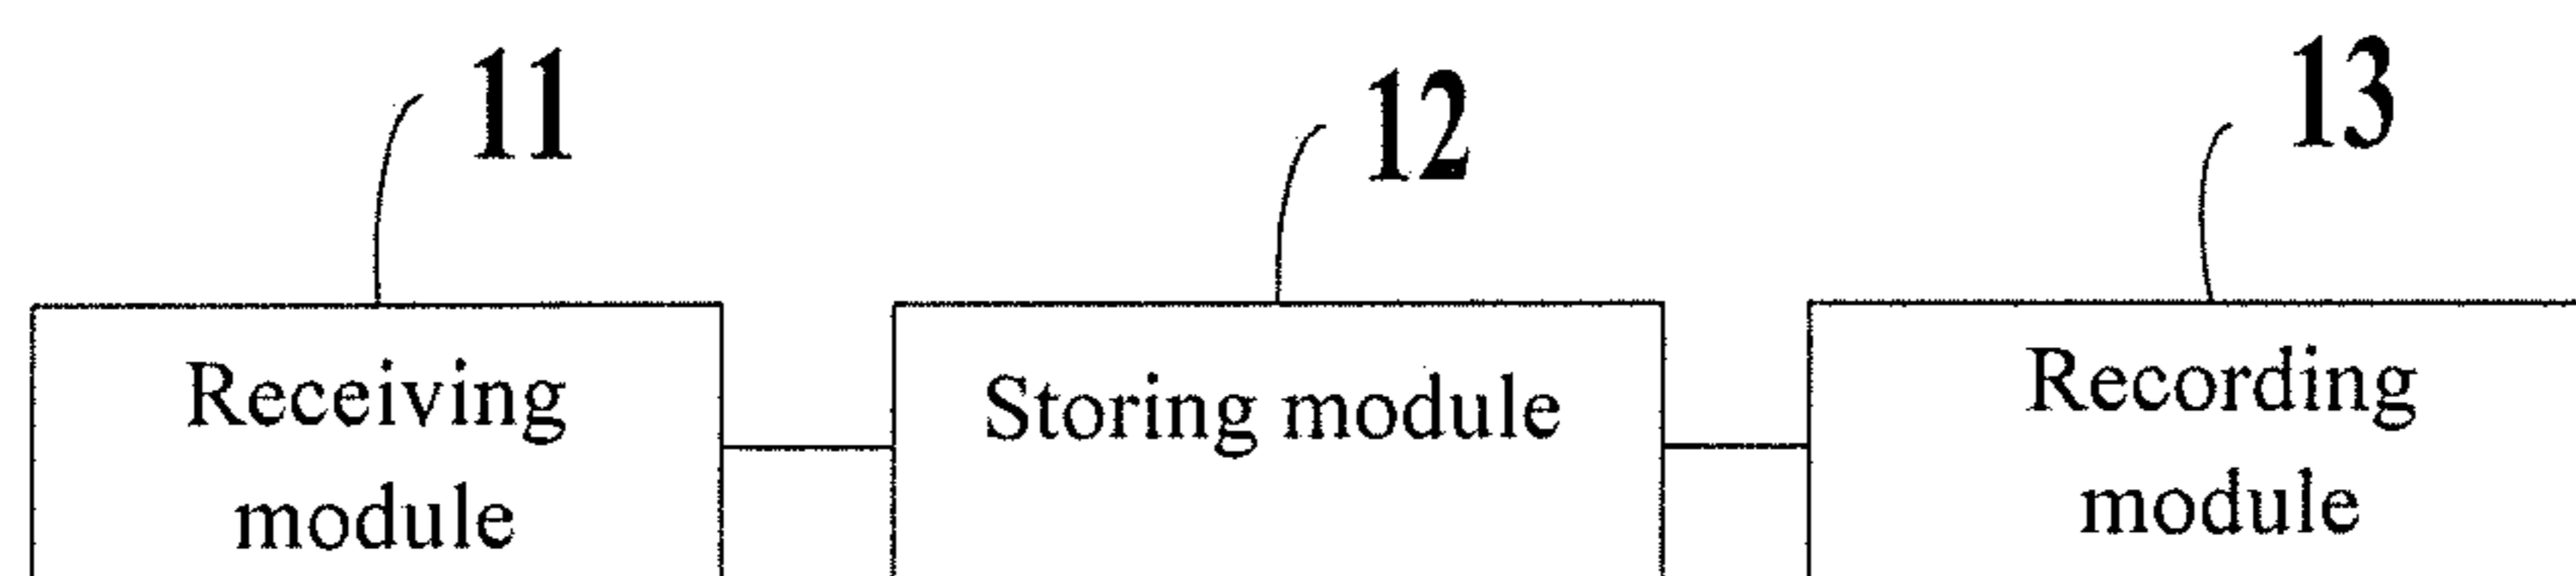 11
12
13
Receiving
module
Storing module
Recording
module